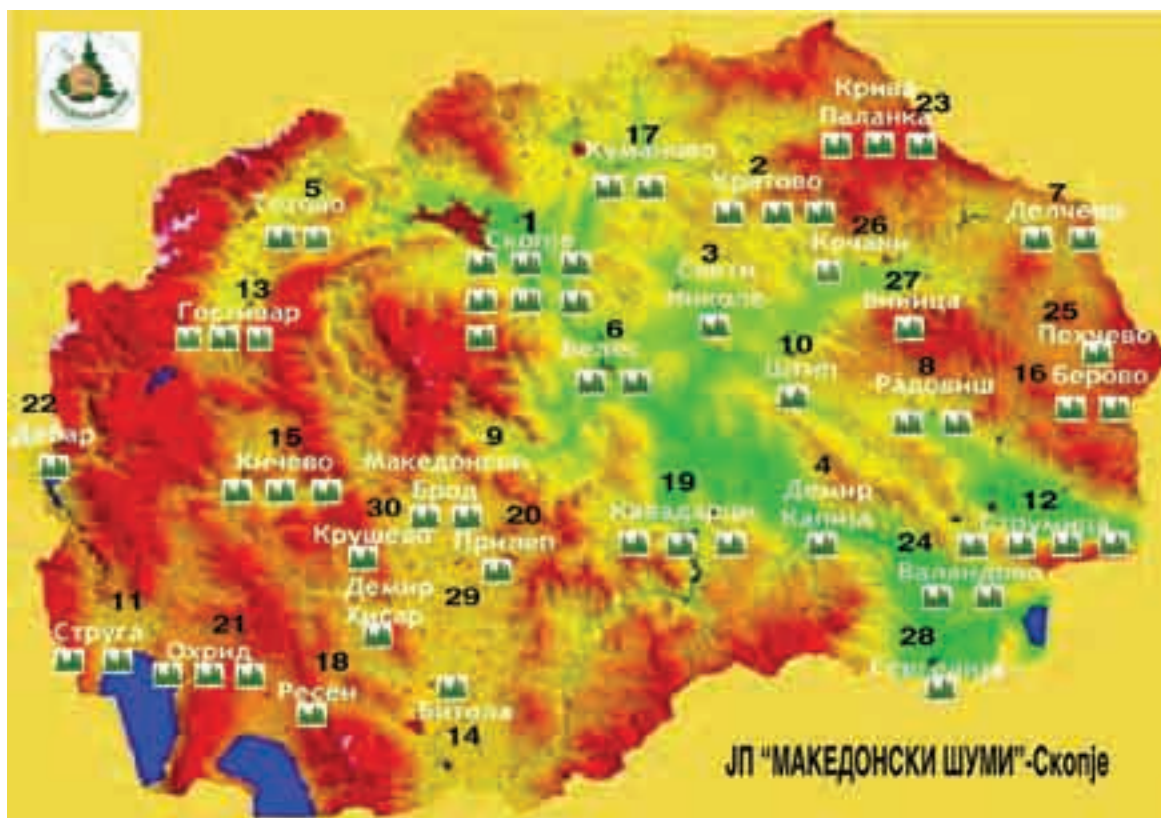 23
Крива
Паланка
17
Куманово
2
Кратово
5
Тетово
7
Делчево
1
Скопје
26
Кочани
3
Свети
Николе
27
Виница
13
Гостивар
25
Пехчево
6
Велес
10
Штип
8
Радовиш
16
Берово
22
Дебар
15
Кичево
9
Македонски
Брод
30
Крушево
20
Прилеп
19
Кавадарци
4
Демир
Капија
12
Струмица
24
Валандово
Демир
Хисар
29
11
Струга
21
Охрид
18
Ресен
28
Гевгелија
Битола
14
ЈП "МАКЕДОНСКИ ШУМИ"-Скопје